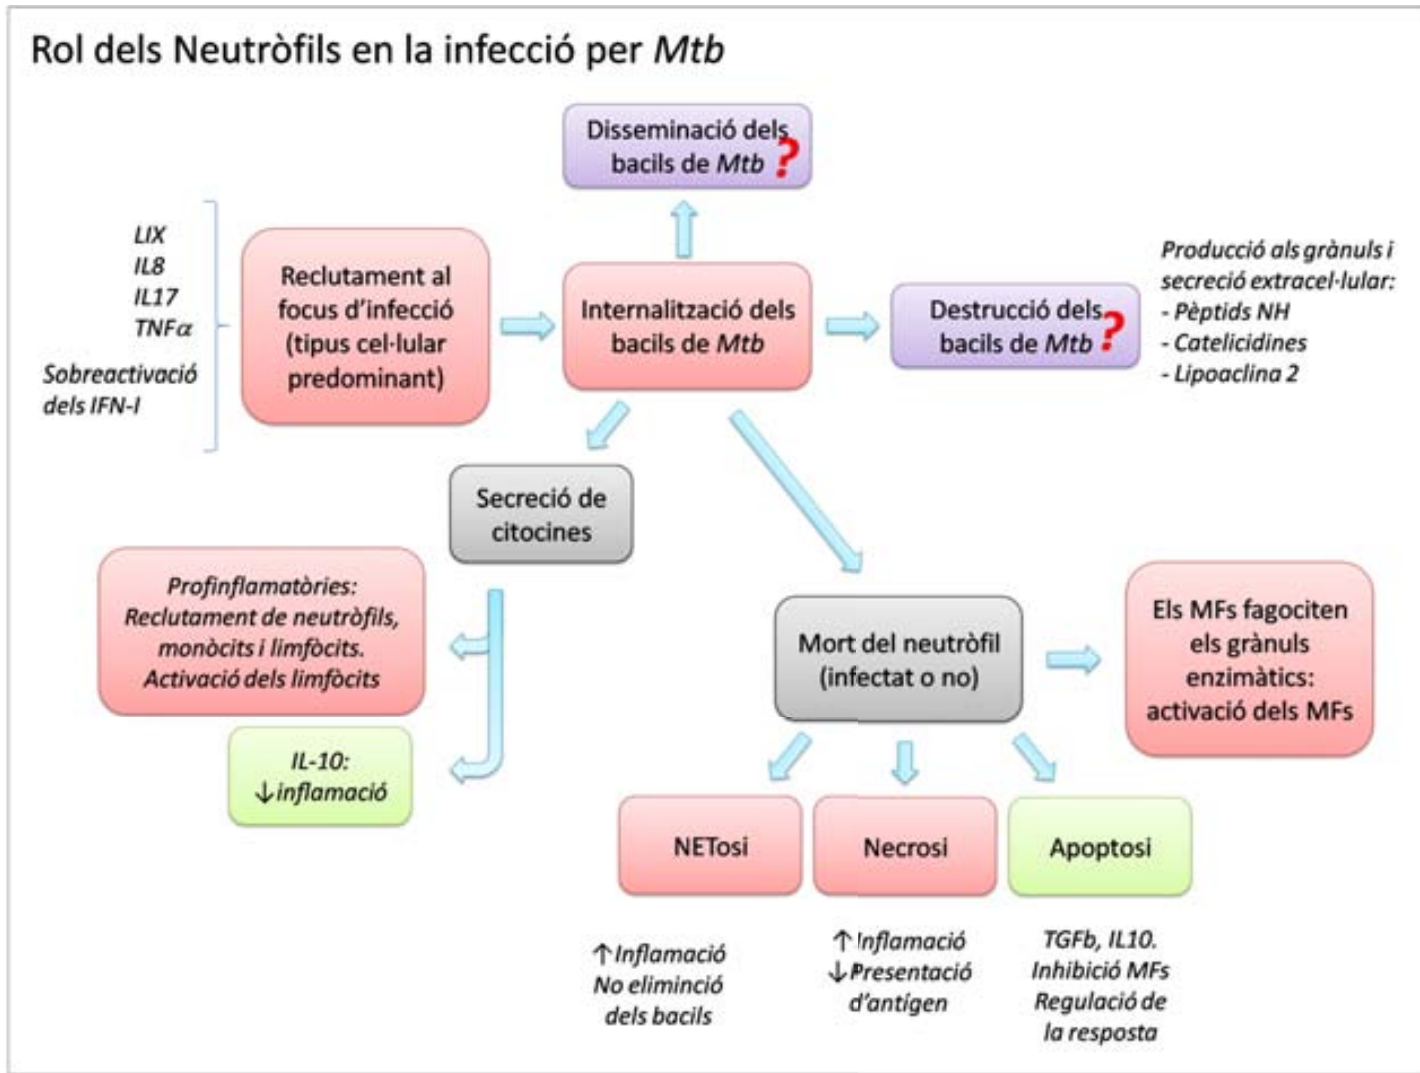 Rol dels Neutròfils en la infecció per Mtb
Disseminació dels
bacils de Mtb ?
LIX
IL8
IL17
TNFα
Sobreactivació
dels IFN-I
Reclutament al
focus d'infecció
(tipus cel·lular
predominant)
Internalització dels
bacils de Mtb
Destrucció dels
bacils de Mtb ?
Producció als grànuls i
secreció extracel·lular:
- Pèptids NH
- Catelicidines
- Lipoaclina 2
Secreció de
citocines
Profinflamatòries:
Reclutament de neutròfils,
monòcits i limfòcits.
Activació dels limfòcits
IL-10:
↓inflamació
Mort del neutròfil
(infectat o no)
Els MFs fagociten
els grànuls
enzimàtics:
activació dels MFs
NETosi
Necrosi
Apoptosi
↑Inflamació
No eliminció
dels bacils
↑Inflamació
↓Presentació
d'antígen
TGFb, IL10.
Inhibició MFs
Regulació de
la resposta